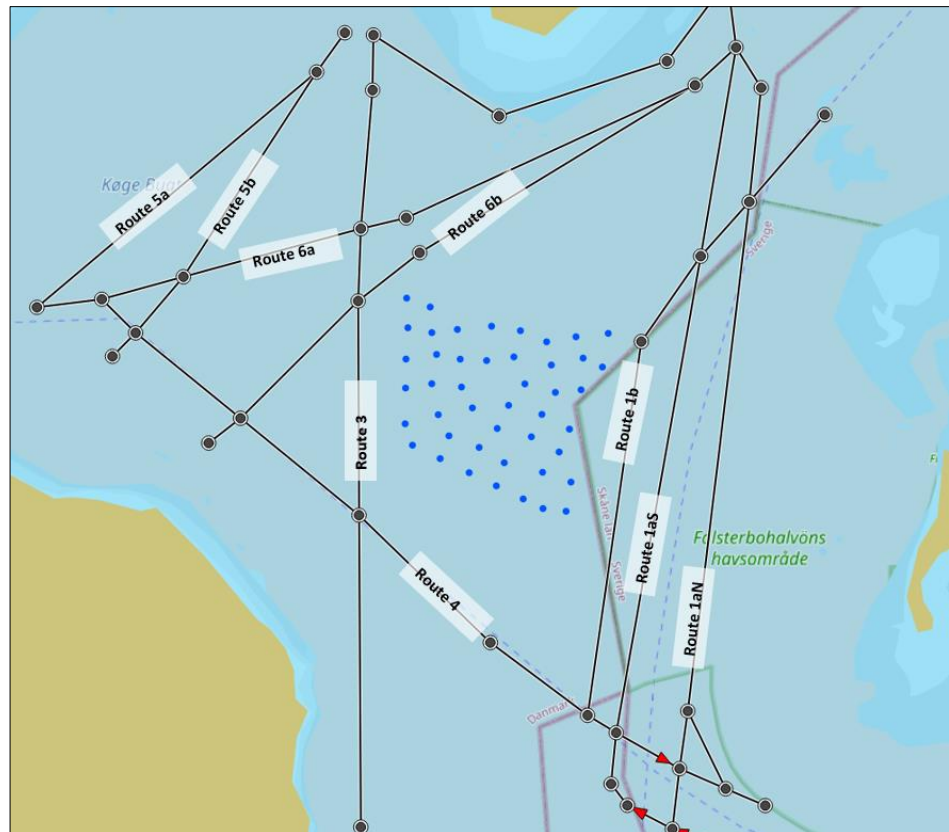 Køge Bugt
Route 5a
Route 5b
Route 6a
Route 6b
Sverige
Route 3
Route 1b
Route 1aS
Skåne län
Sverige
Falsterbohalvöns
havsområde
Route 4
Route 1aN
Danmark